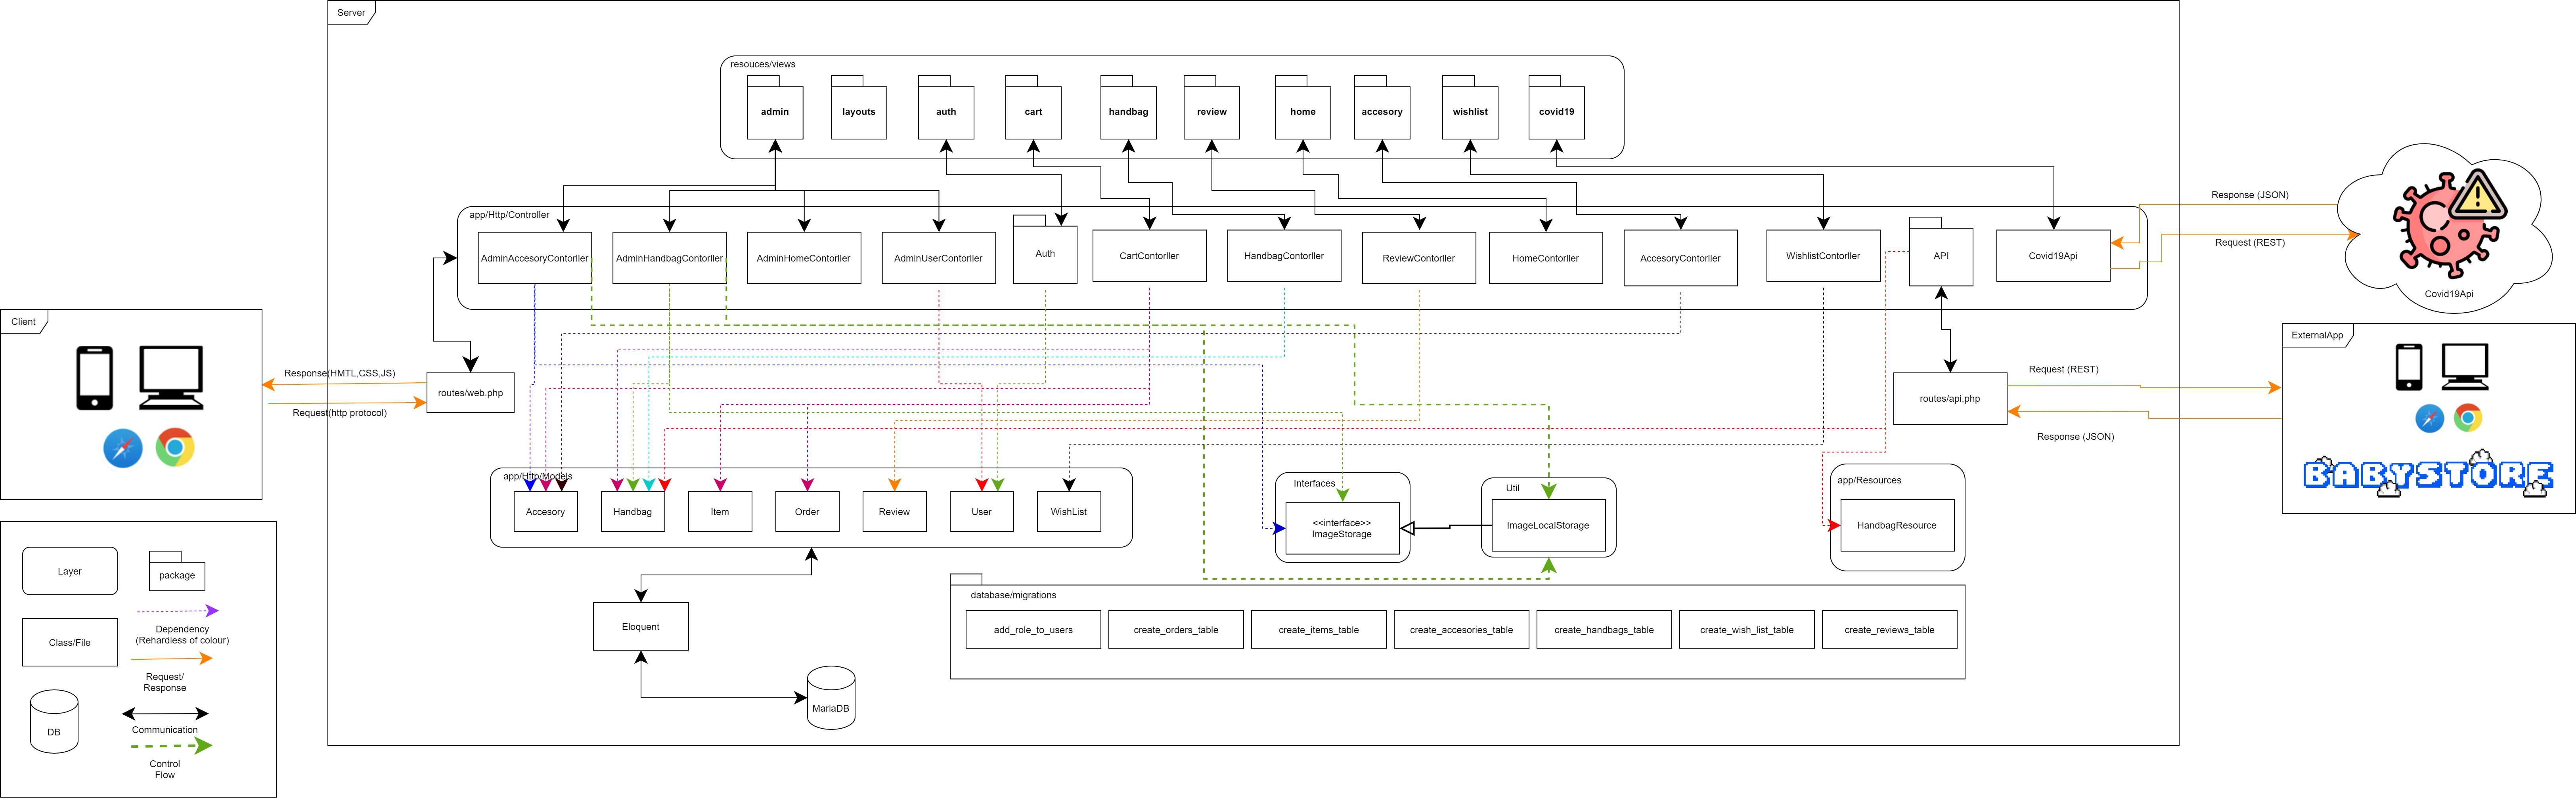 Server
resouces/views
admin
layouts
auth
cart
handbag
review
home
accesory
wishlist
covid19
app/Http/Controller
AdminAccesoryContorller
AdminHandbagContorller
AdminHomeContorller
AdminUserContorller
Auth
CartContorller
HandbagContorller
ReviewContorller
HomeContorller
AccesoryContorller
WishlistContorller
API
Covid19Api
Response (JSON)
Request (REST)
Covid19Api
Client
Response(HMTL,CSS,JS)
Request(http protocol)
routes/web.php
routes/api.php
Request (REST)
Response (JSON)
ExternalApp
BABYSTORE
app/Http/Models
Accesory
Handbag
Item
Order
Review
User
WishList
Interfaces
<<interface>>
ImageStorage
Util
ImageLocalStorage
app/Resources
HandbagResource
Eloquent
MariaDB
database/migrations
add_role_to_users
create_orders_table
create_items_table
create_accesories_table
create_handbags_table
create_wish_list_table
create_reviews_table
Layer
package
Class/File
Dependency
(Rehardiess of colour)
Request/
Response
DB
Communication
Control
Flow